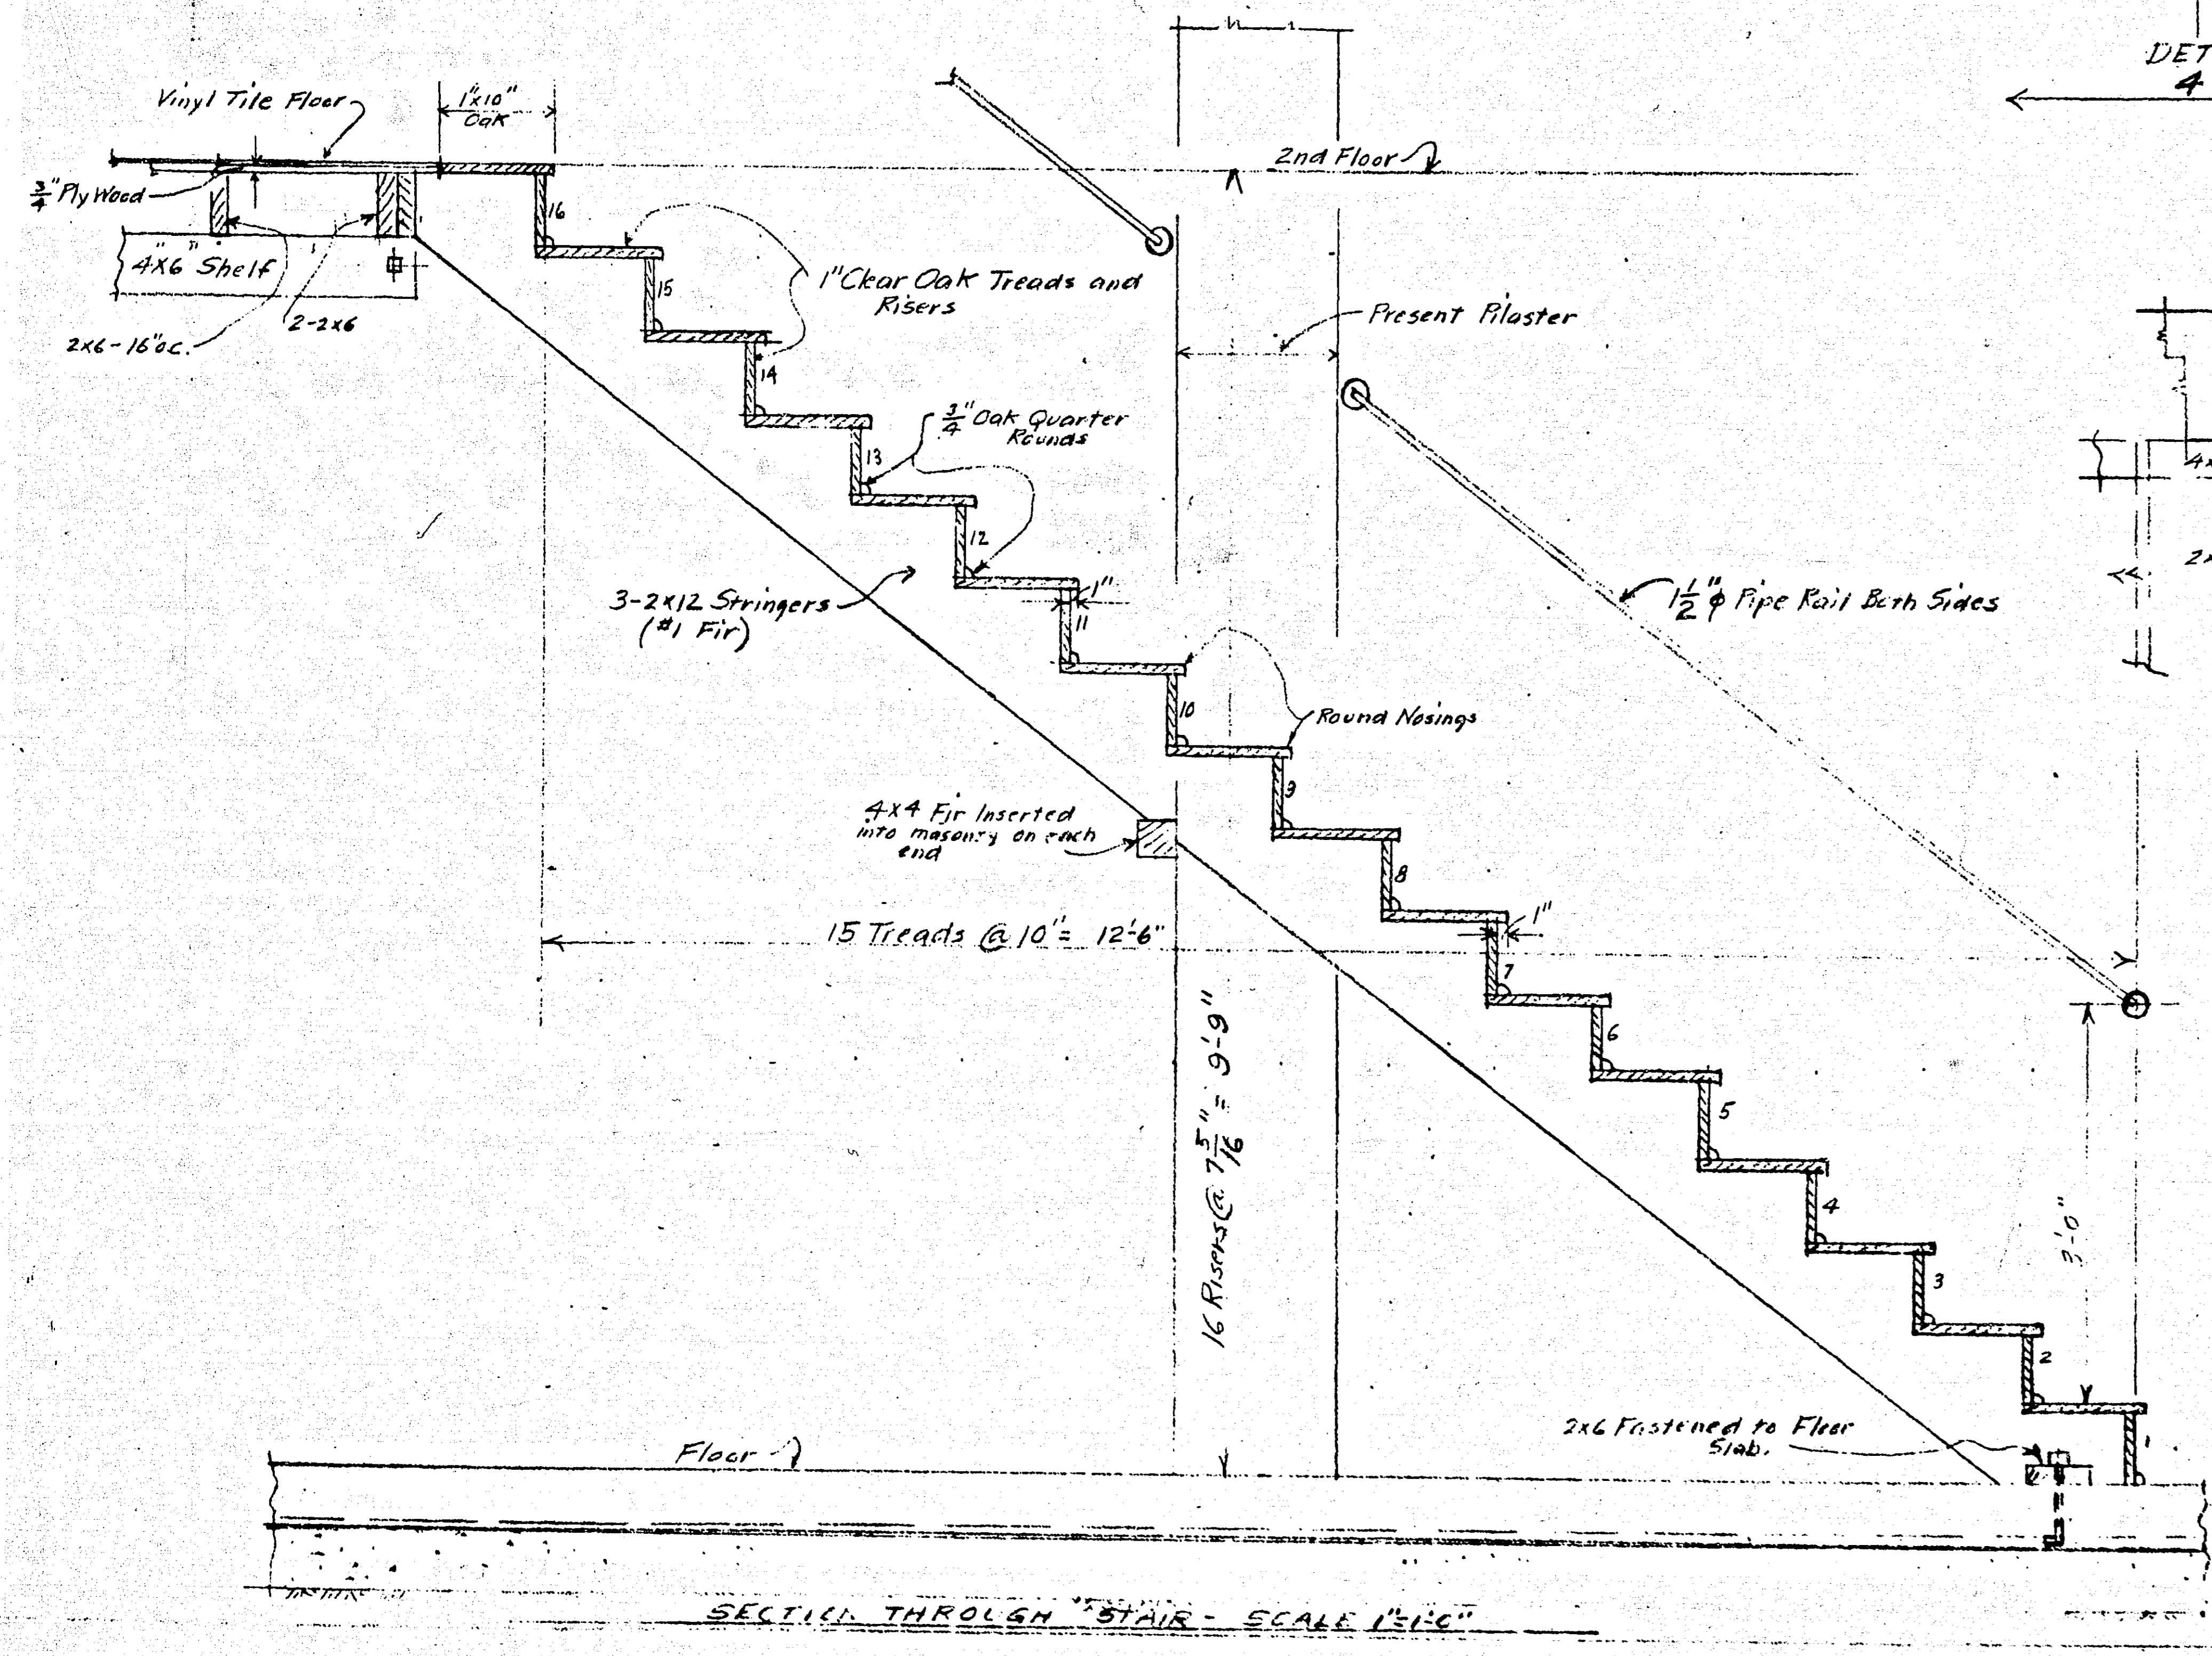 DET
4
Vinyl Tile Floor
1"x10"
Oak
2nd Floor
3/4" Ply Wood
16
4"x6" Shelf
2-2x6
2x6-16"oc.
15
1" Clear Oak Treads and
Risers
Present Pilaster
14
3/4" Oak Quarter
Rounds
13
12
3-2x12 Stringers
(#1 Fir)
1"
11
1 1/2" ϕ Pipe Rail Both Sides
10
Round Nosings
9
4x4 Fir Inserted
into masonry on each
end
8
15 Treads @ 10" = 12'-6"
1"
7
16 Risers @ 7 5/16" = 9'-9"
6
5
4
3'-0"
3
2
2x6 Fastened to Floor
Slab.
1
Floor
SECTION THROUGH STAIR - SCALE 1"=1'-0"